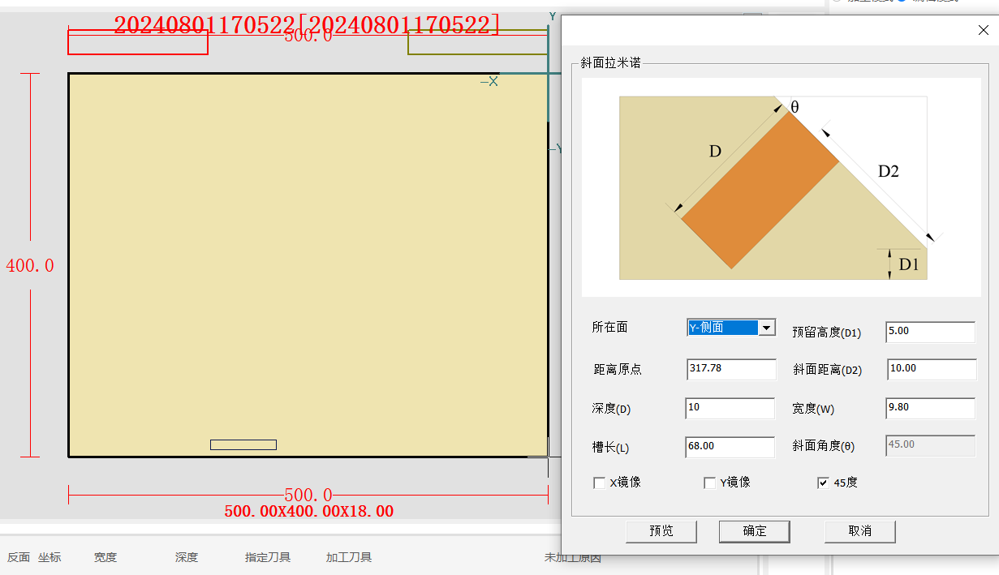 20240801170522[20240801170522]
500.0
Y
—X
—Y
400.0
500.0
500.00X400.00X18.00
反面 坐标 宽度 深度 指定刀具 加工刀具 未加工原因
斜面拉米诺
θ
D
D2
D1
所在面 Y-侧面 预留高度(D1) 5.00
距离原点 317.78 斜面距离(D2) 10.00
深度(D) 10 宽度(W) 9.80
槽长(L) 68.00 斜面角度(θ) 45.00
X镜像 Y镜像 45度
预览 确定 取消